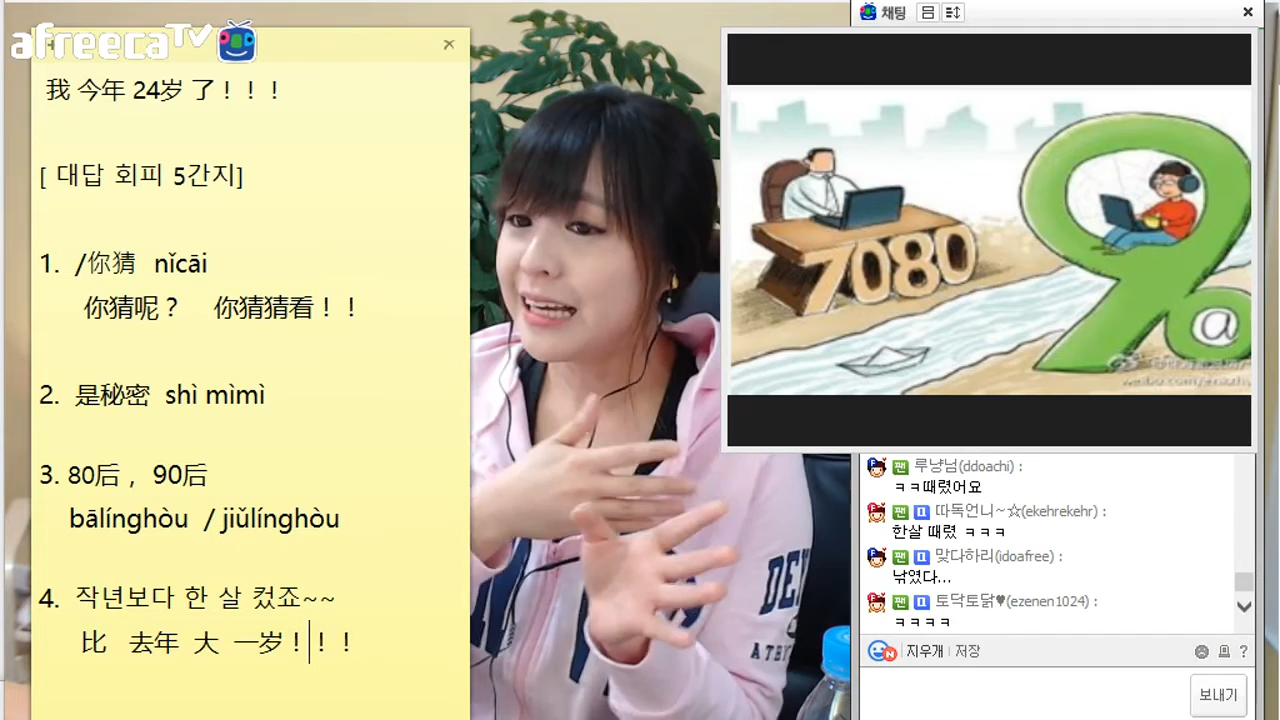 afreecaTV
我 今年 24岁 了！！！
[ 대답 회피 5간지]
1. /你猜 nǐcāi
你猜呢？ 你猜猜看！！
2. 是秘密 shì mìmì
3. 80后， 90后
bālínghòu / jiǔlínghòu
4. 작년보다 한 살 컸죠~~
比 去年 大 一岁！！！
채팅
7080
9
@
루냥님(ddoachi) :
ㅋㅋ때렸어요
따독언니~☆(ekehrekehr) :
한살 때렸 ㅋㅋㅋ
맞다하리(idoafree) :
낚였다...
토닥토닭♥(ezenen1024) :
ㅋㅋㅋㅋ
지우개 | 저장
?
보내기